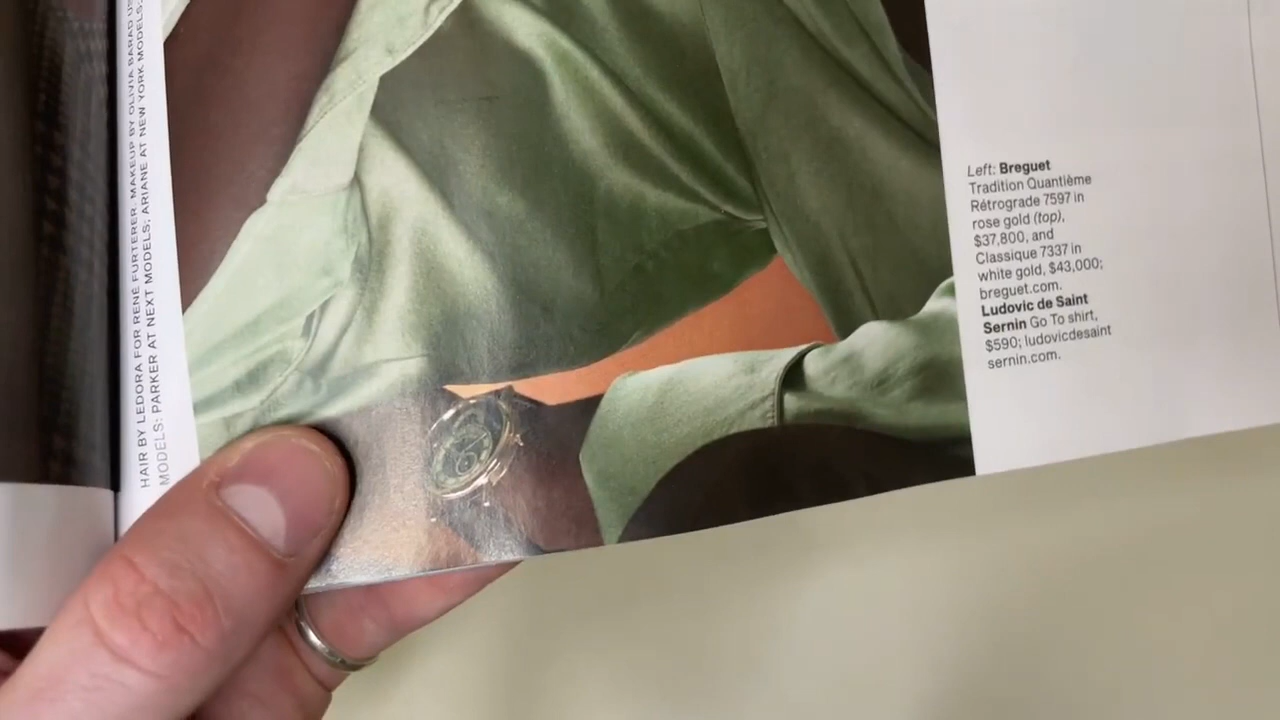 HAIR BY LEDORA FOR RENÉ FURTERER. MAKEUP BY OLIVIA BARAD
MODELS: PARKER AT NEXT MODELS; ARIANE AT NEW YORK MODELS
Left: Breguet
Tradition Quantième
Rétrograde 7597 in
rose gold (top),
$37,800, and
Classique 7337 in
white gold, $43,000;
breguet.com.
Ludovic de Saint
Sernin Go To shirt,
$590; ludovicdesaint
sernin.com.